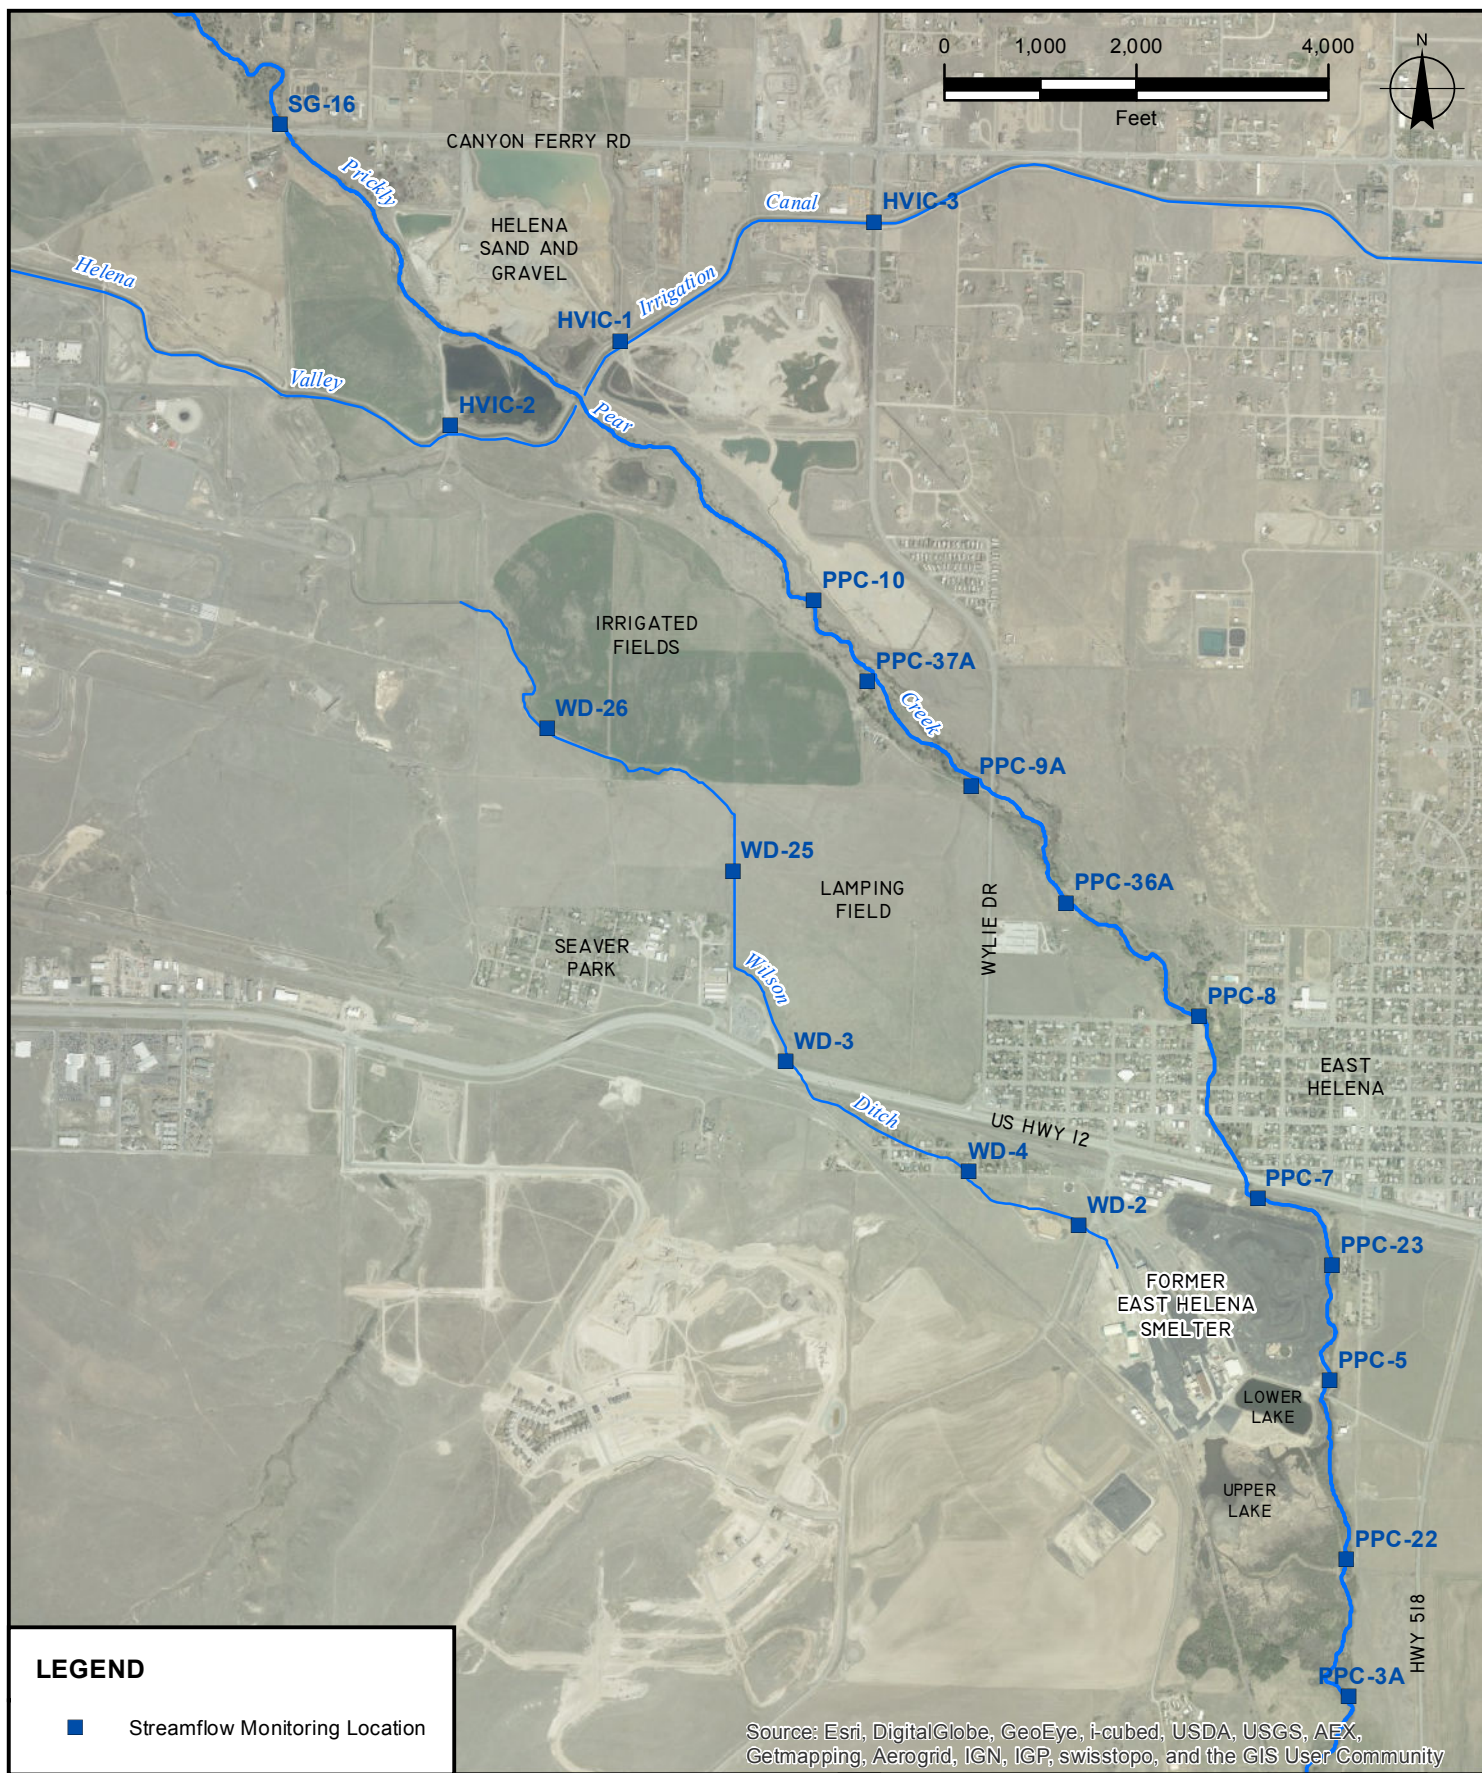 0 1,000 2,000 4,000
Feet
N
SG-16
CANYON FERRY RD
Prickly
Canal
HVIC-3
HELENA
SAND AND
GRAVEL
Helena
Irrigation
HVIC-1
Valley
HVIC-2
Pear
PPC-10
IRRIGATED
FIELDS
PPC-37A
Creek
WD-26
PPC-9A
WD-25
PPC-36A
LAMPING
FIELD
WYLIE DR
SEAVER
PARK
Wilson
PPC-8
WD-3
EAST
HELENA
Ditch
US HWY 12
WD-4
PPC-7
WD-2
PPC-23
FORMER
EAST HELENA
SMELTER
PPC-5
LOWER
LAKE
UPPER
LAKE
PPC-22
HWY 518
PPC-3A
LEGEND
Streamflow Monitoring Location
Source: Esri, DigitalGlobe, GeoEye, i-cubed, USDA, USGS, AEX,
Getmapping, Aerogrid, IGN, IGP, swisstopo, and the GIS User Community